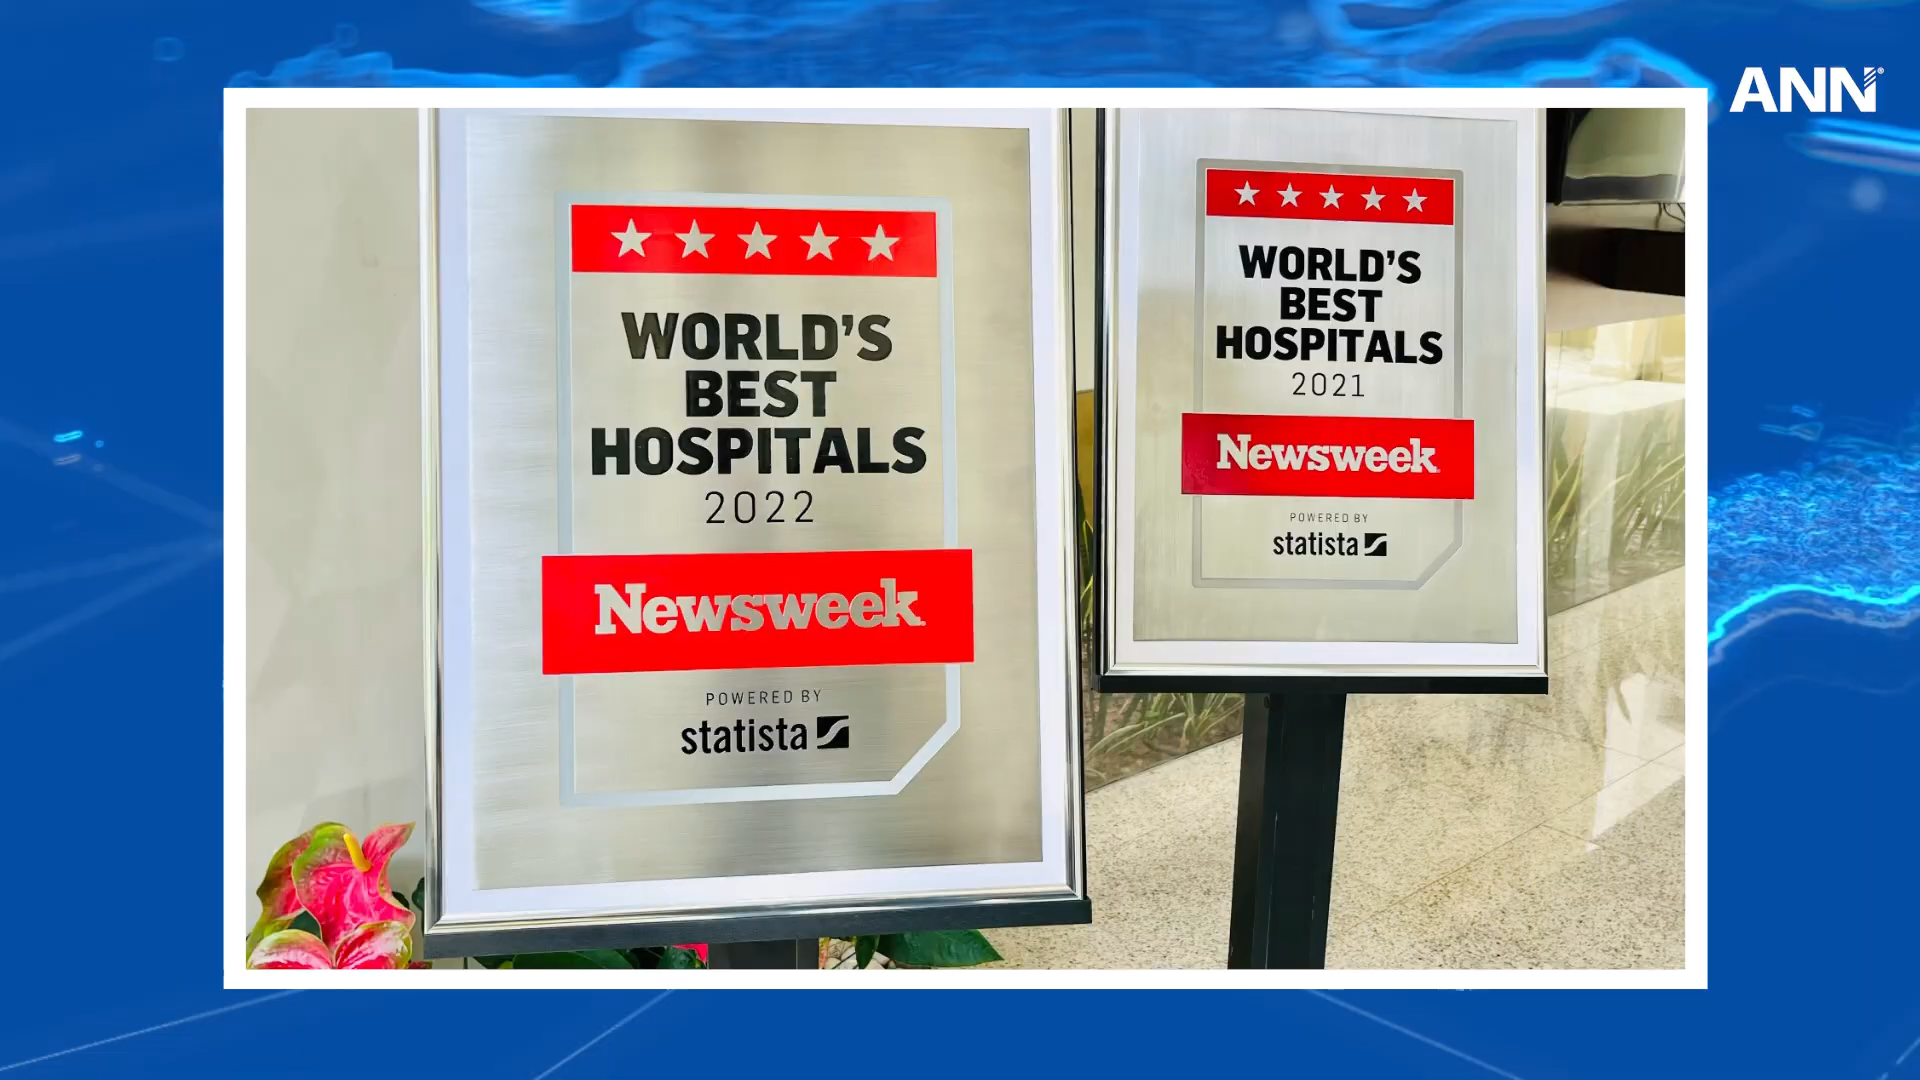 ANN
WORLD'S
BEST
HOSPITALS
2022
Newsweek
POWERED BY
statista
WORLD'S
BEST
HOSPITALS
2021
Newsweek
POWERED BY
statista